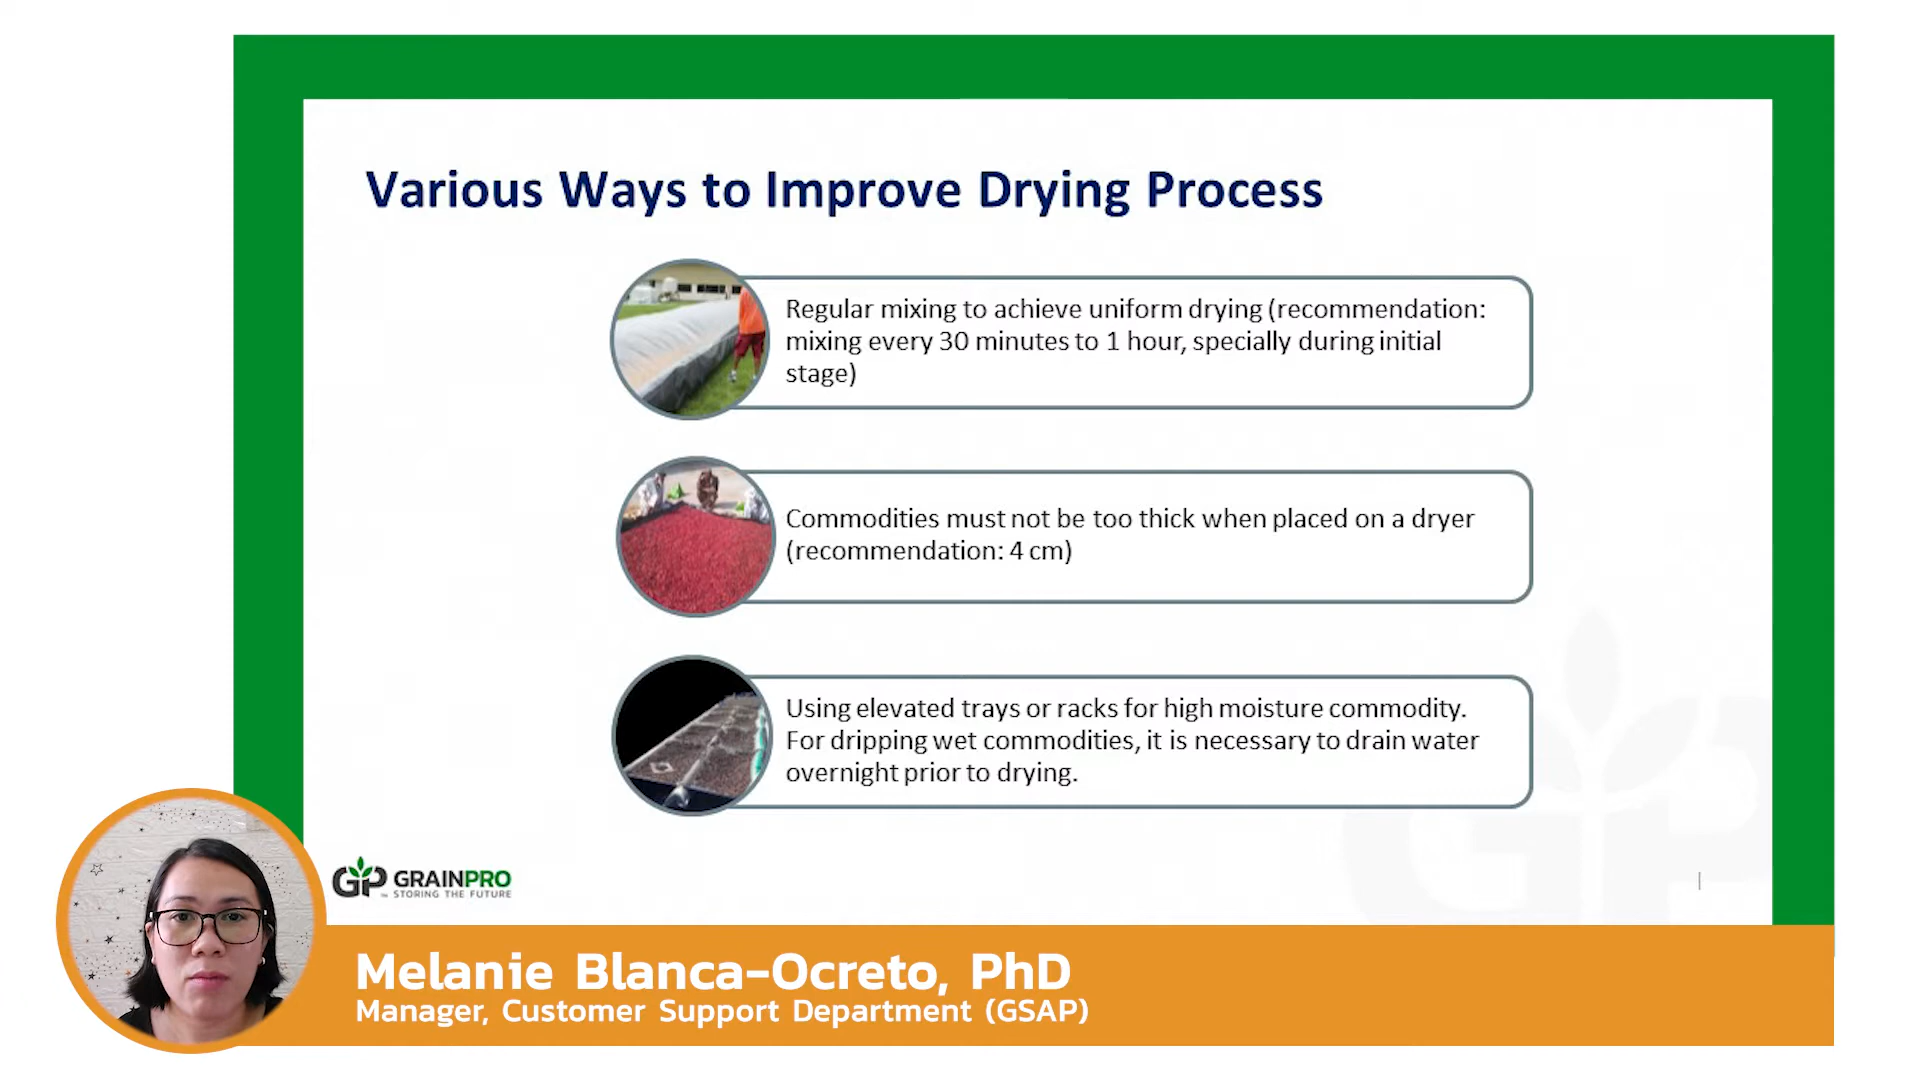 Various Ways to Improve Drying Process
Regular mixing to achieve uniform drying (recommendation:
mixing every 30 minutes to 1 hour, specially during initial
stage)
Commodities must not be too thick when placed on a dryer
(recommendation: 4 cm)
Using elevated trays or racks for high moisture commodity.
For dripping wet commodities, it is necessary to drain water
overnight prior to drying.
GP GRAINPRO
STORING THE FUTURE
Melanie Blanca-Ocreto, PhD
Manager, Customer Support Department (GSAP)